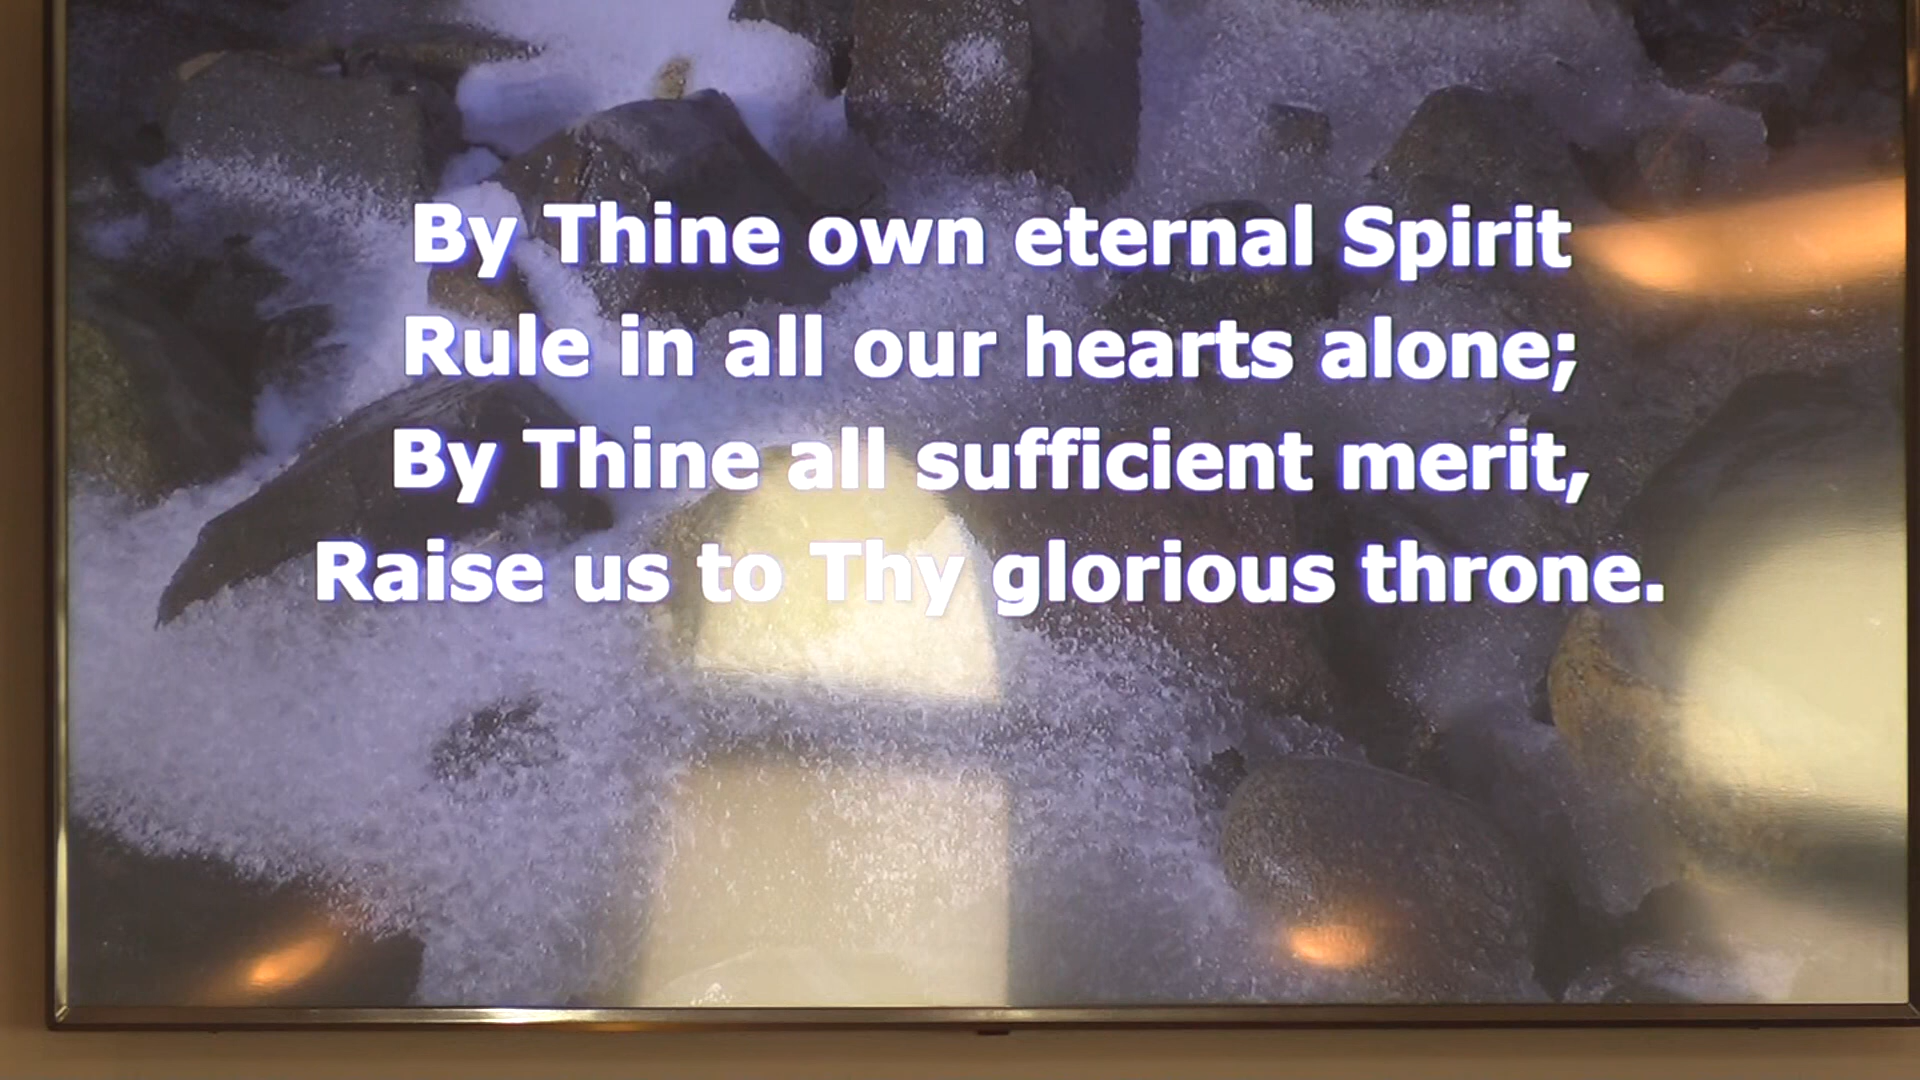 By Thine own eternal Spirit
Rule in all our hearts alone;
By Thine all sufficient merit,
Raise us to Thy glorious throne.